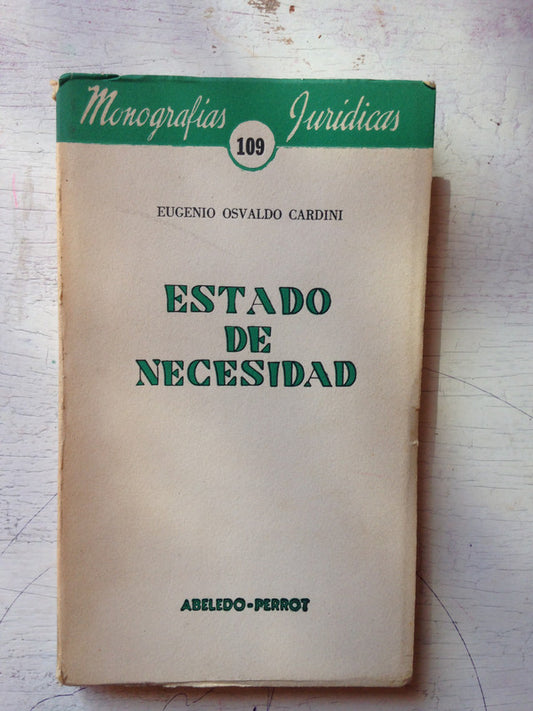 Monografías Jurídicas
109
EUGENIO OSVALDO CARDINI
ESTADO
DE
NECESIDAD
ABELEDO-PERROT